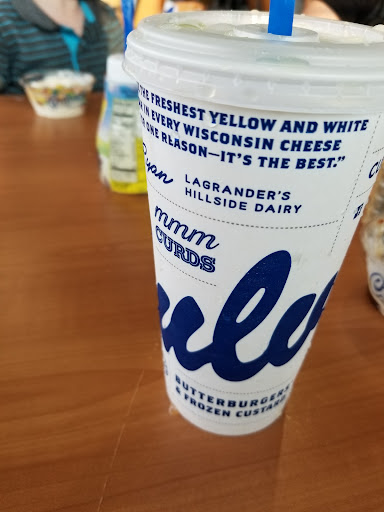 THE FRESHEST YELLOW AND WHITE
IN EVERY WISCONSIN CHEESE
ONE REASON—IT'S THE BEST."
Ryan
LAGRANDER'S
HILLSIDE DAIRY
mmm
CURDS
BUTTERBURGERS
& FROZEN CUSTARD